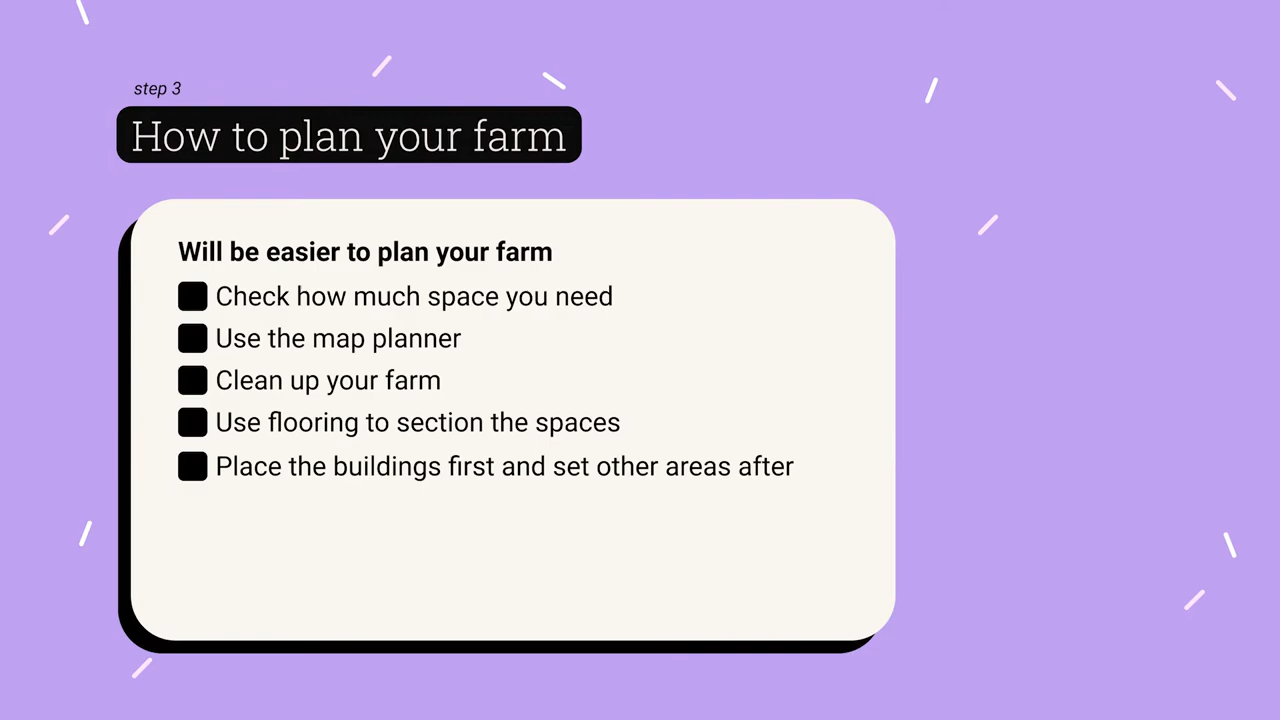 step 3
How to plan your farm
Will be easier to plan your farm
Check how much space you need
Use the map planner
Clean up your farm
Use flooring to section the spaces
Place the buildings first and set other areas after